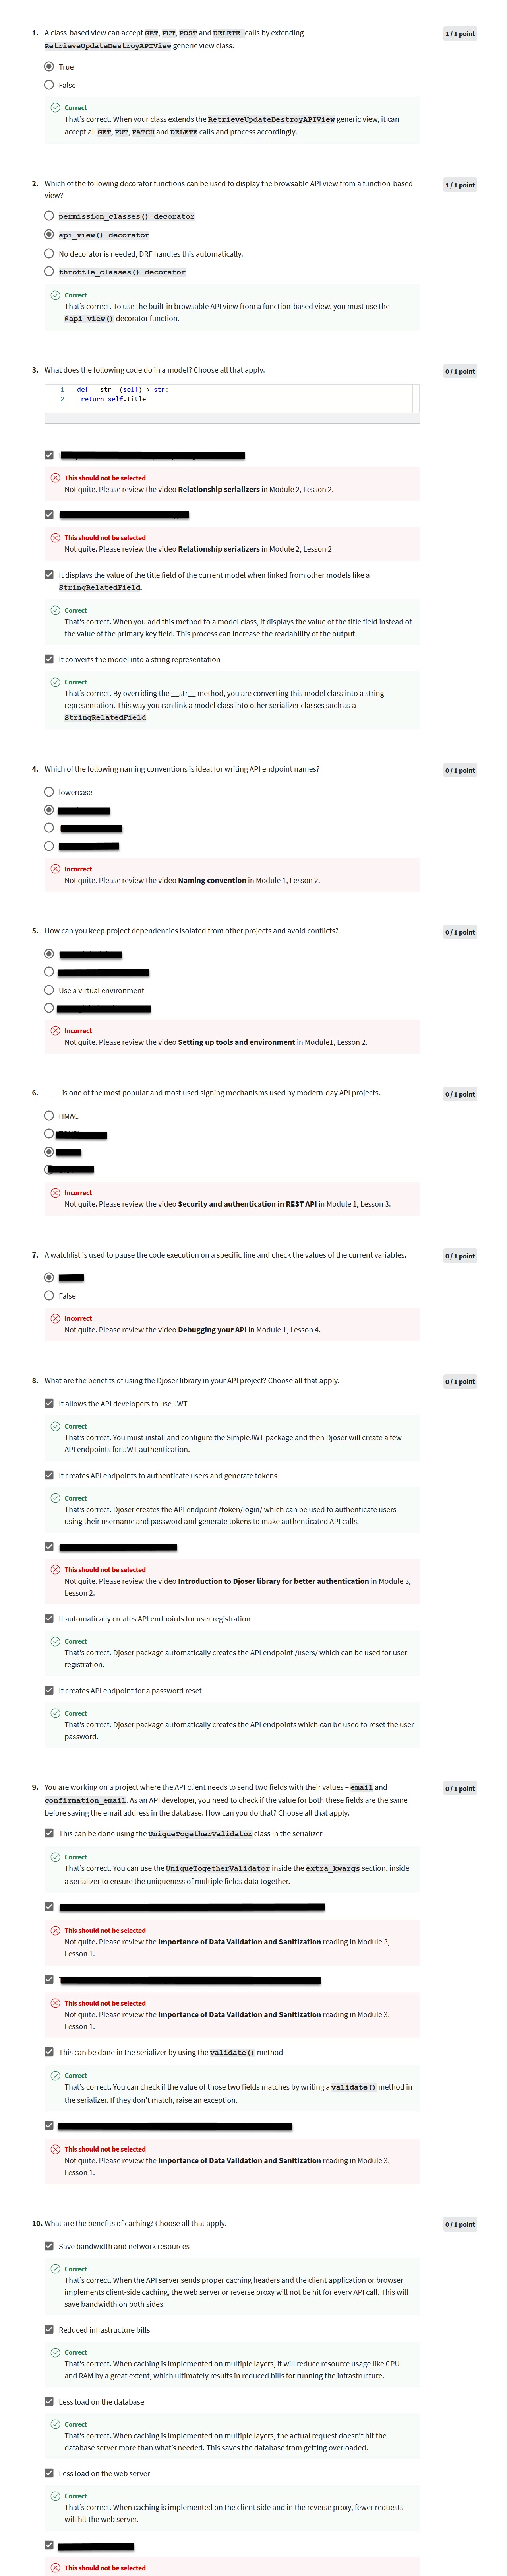 1. A class-based view can accept GET, PUT, POST and DELETE calls by extending
RetrieveUpdateDestroyAPIView generic view class.
1 / 1 point
True
False
Correct
That's correct. When your class extends the RetrieveUpdateDestroyAPIView generic view, it can
accept all GET, PUT, PATCH and DELETE calls and process accordingly.
2. Which of the following decorator functions can be used to display the browsable API view from a function-based
view?
1 / 1 point
permission_classes() decorator
api_view() decorator
No decorator is needed, DRF handles this automatically.
throttle_classes() decorator
Correct
That's correct. To use the built-in browsable API view from a function-based view, you must use the
@api_view() decorator function.
3. What does the following code do in a model? Choose all that apply.
0 / 1 point
1 def __str__(self)-> str:
2 return self.title
This should not be selected
Not quite. Please review the video Relationship serializers in Module 2, Lesson 2.
This should not be selected
Not quite. Please review the video Relationship serializers in Module 2, Lesson 2
It displays the value of the title field of the current model when linked from other models like a
StringRelatedField.
Correct
That's correct. When you add this method to a model class, it displays the value of the title field instead of
the value of the primary key field. This process can increase the readability of the output.
It converts the model into a string representation
Correct
That's correct. By overriding the __str__ method, you are converting this model class into a string
representation. This way you can link a model class into other serializer classes such as a
StringRelatedField.
4. Which of the following naming conventions is ideal for writing API endpoint names?
0 / 1 point
lowercase
Incorrect
Not quite. Please review the video Naming convention in Module 1, Lesson 2.
5. How can you keep project dependencies isolated from other projects and avoid conflicts?
0 / 1 point
Use a virtual environment
Incorrect
Not quite. Please review the video Setting up tools and environment in Module1, Lesson 2.
6. ____ is one of the most popular and most used signing mechanisms used by modern-day API projects.
0 / 1 point
HMAC
Incorrect
Not quite. Please review the video Security and authentication in REST API in Module 1, Lesson 3.
7. A watchlist is used to pause the code execution on a specific line and check the values of the current variables.
0 / 1 point
False
Incorrect
Not quite. Please review the video Debugging your API in Module 1, Lesson 4.
8. What are the benefits of using the Djoser library in your API project? Choose all that apply.
0 / 1 point
It allows the API developers to use JWT
Correct
That's correct. You must install and configure the SimpleJWT package and then Djoser will create a few
API endpoints for JWT authentication.
It creates API endpoints to authenticate users and generate tokens
Correct
That's correct. Djoser creates the API endpoint /token/login/ which can be used to authenticate users
using their username and password and generate tokens to make authenticated API calls.
This should not be selected
Not quite. Please review the video Introduction to Djoser library for better authentication in Module 3,
Lesson 2.
It automatically creates API endpoints for user registration
Correct
That's correct. Djoser package automatically creates the API endpoint /users/ which can be used for user
registration.
It creates API endpoint for a password reset
Correct
That's correct. Djoser package automatically creates the API endpoints which can be used to reset the user
password.
9. You are working on a project where the API client needs to send two fields with their values – email and
confirmation_email. As an API developer, you need to check if the value for both these fields are the same
before saving the email address in the database. How can you do that? Choose all that apply.
0 / 1 point
This can be done using the UniqueTogetherValidator class in the serializer
Correct
That's correct. You can use the UniqueTogetherValidator inside the extra_kwargs section, inside
a serializer to ensure the uniqueness of multiple fields data together.
This should not be selected
Not quite. Please review the Importance of Data Validation and Sanitization reading in Module 3,
Lesson 1.
This should not be selected
Not quite. Please review the Importance of Data Validation and Sanitization reading in Module 3,
Lesson 1.
This can be done in the serializer by using the validate() method
Correct
That's correct. You can check if the value of those two fields matches by writing a validate() method in
the serializer. If they don't match, raise an exception.
This should not be selected
Not quite. Please review the Importance of Data Validation and Sanitization reading in Module 3,
Lesson 1.
10. What are the benefits of caching? Choose all that apply.
0 / 1 point
Save bandwidth and network resources
Correct
That's correct. When the API server sends proper caching headers and the client application or browser
implements client-side caching, the web server or reverse proxy will not be hit for every API call. This will
save bandwidth on both sides.
Reduced infrastructure bills
Correct
That's correct. When caching is implemented on multiple layers, it will reduce resource usage like CPU
and RAM by a great extent, which ultimately results in reduced bills for running the infrastructure.
Less load on the database
Correct
That's correct. When caching is implemented on multiple layers, the actual request doesn't hit the
database server more than what's needed. This saves the database from getting overloaded.
Less load on the web server
Correct
That's correct. When caching is implemented on the client side and in the reverse proxy, fewer requests
will hit the web server.
This should not be selected